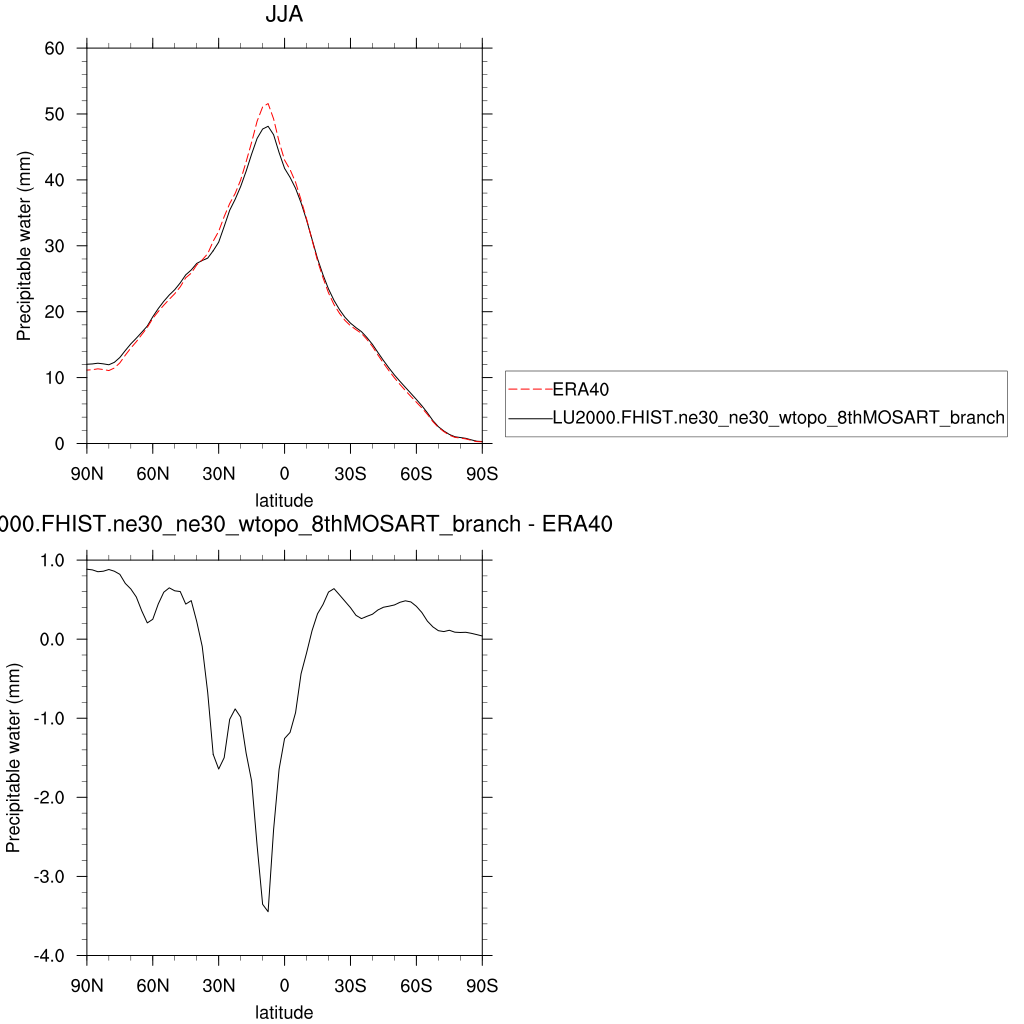 JJA
60
50
40
30
20
10
0
Precipitable water (mm)
90N 60N 30N 0 30S 60S 90S
latitude
ERA40
LU2000.FHIST.ne30_ne30_wtopo_8thMOSART_branch
000.FHIST.ne30_ne30_wtopo_8thMOSART_branch - ERA40
1.0
0.0
-1.0
-2.0
-3.0
-4.0
Precipitable water (mm)
90N 60N 30N 0 30S 60S 90S
latitude